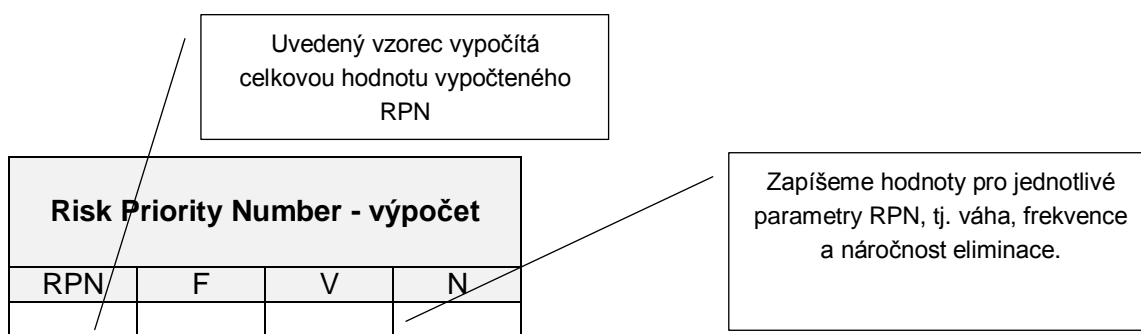 Uvedený vzorec vypočítá
celkovou hodnotu vypočteného
RPN
Zapíšeme hodnoty pro jednotlivé
parametry RPN, tj. váha, frekvence
a náročnost eliminace.
Risk Priority Number - výpočet
RPN F V N